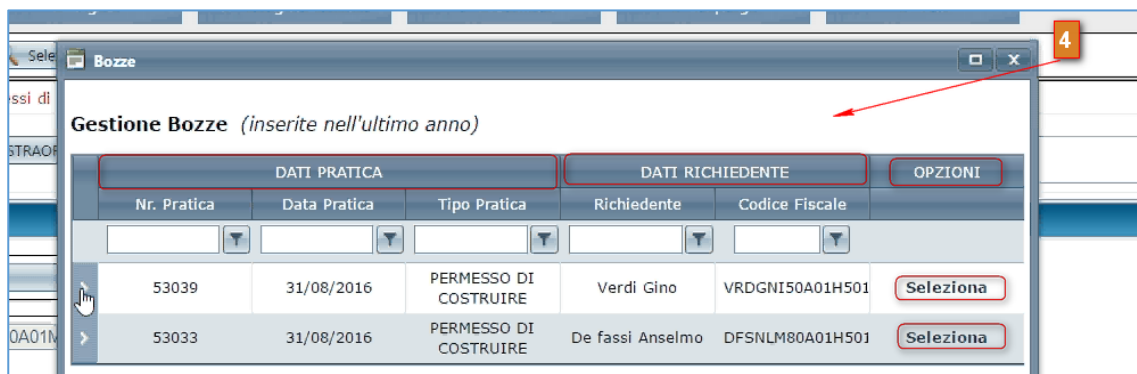 Sele
Bozze
4
ssi di
Gestione Bozze (inserite nell'ultimo anno)
STRAOR
DATI PRATICA DATI RICHIEDENTE OPZIONI
Nr. Pratica Data Pratica Tipo Pratica Richiedente Codice Fiscale
53039 31/08/2016 PERMESSO DI COSTRUIRE Verdi Gino VRDGNI50A01H501 Seleziona
0A01M
53033 31/08/2016 PERMESSO DI COSTRUIRE De fassi Anselmo DFSNLM80A01H501 Seleziona